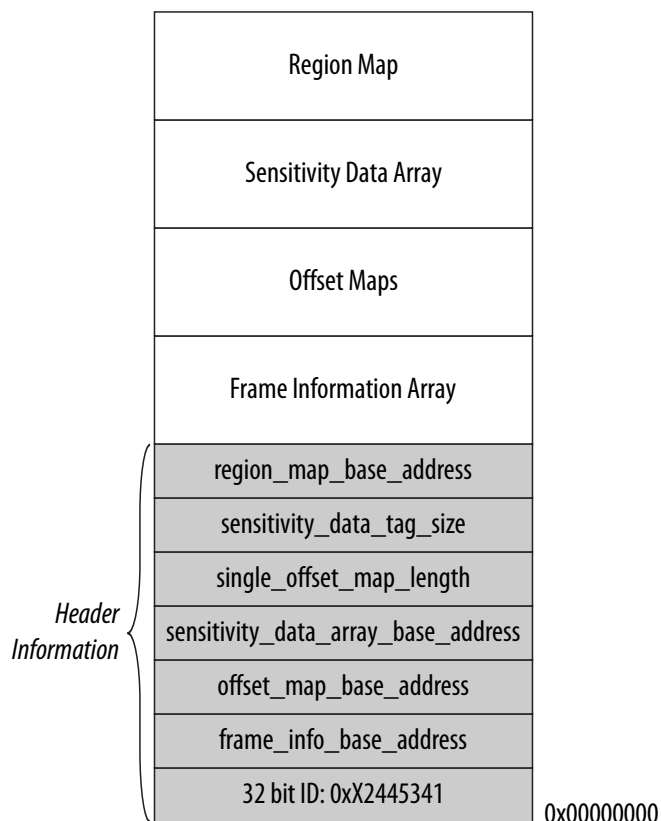 Region Map
Sensitivity Data Array
Offset Maps
Frame Information Array
region_map_base_address
sensitivity_data_tag_size
single_offset_map_length
Header
Information
sensitivity_data_array_base_address
offset_map_base_address
frame_info_base_address
32 bit ID: 0xX2445341
0x00000000